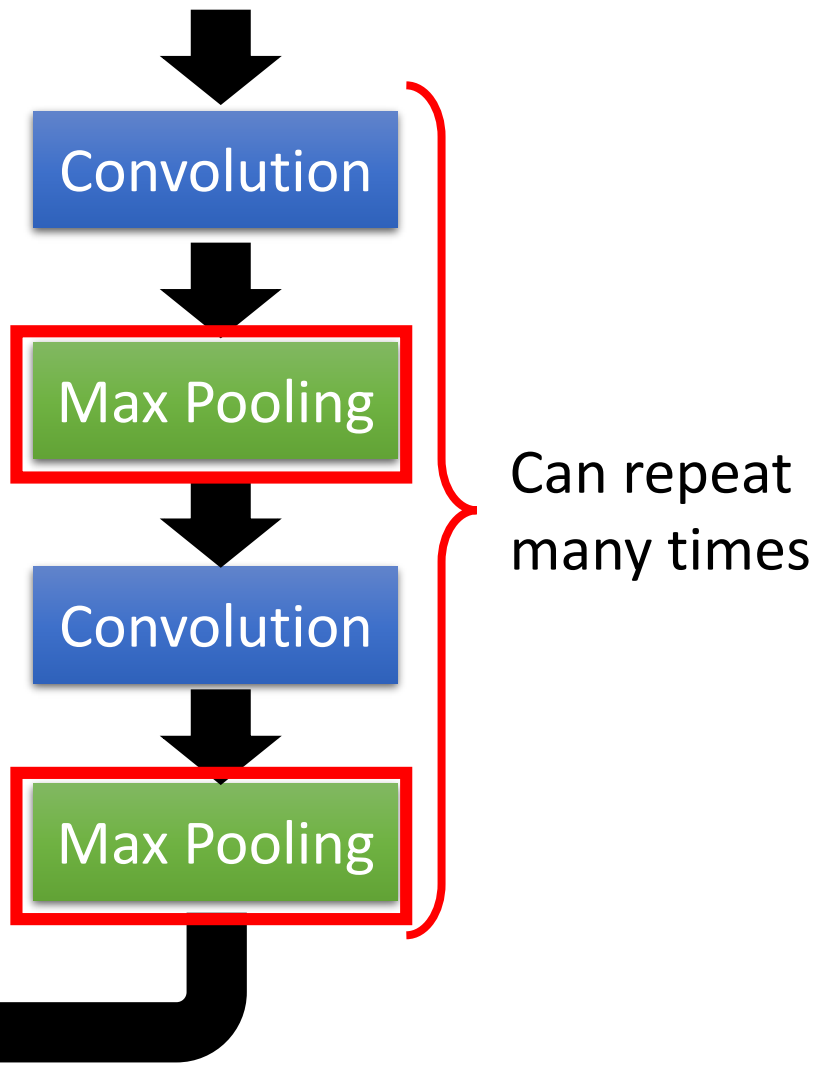 Convolution
Max Pooling
Can repeat
many times
Convolution
Max Pooling